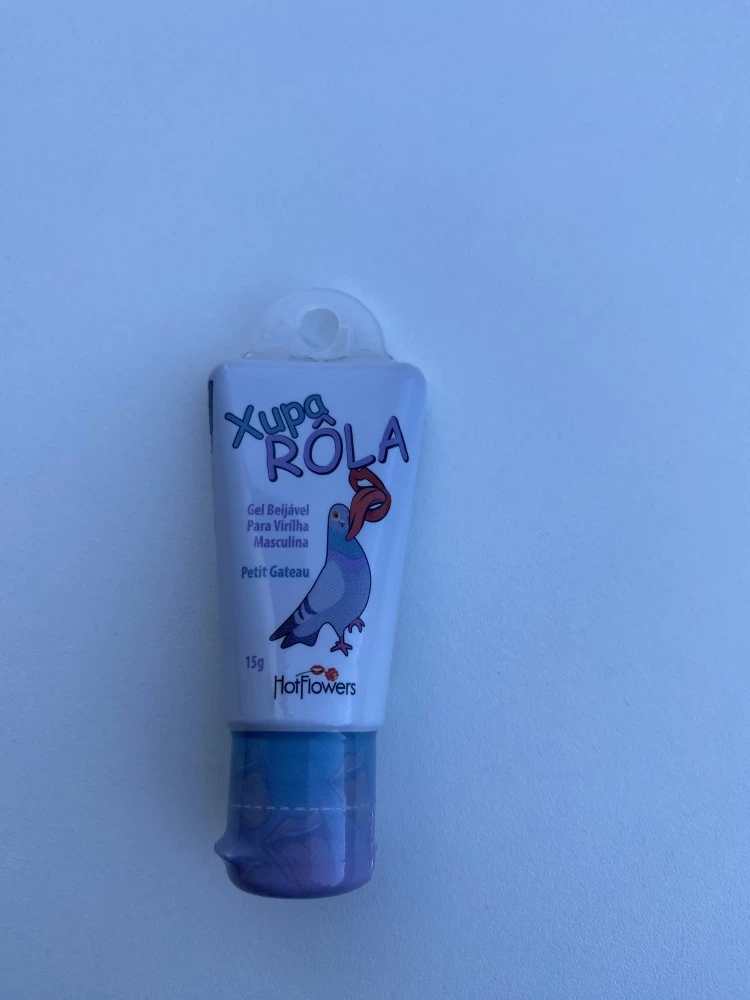 Xupa
RÔLA
Gel Beijável
Para Virilha
Masculina
Petit Gateau
15g
HotFlowers